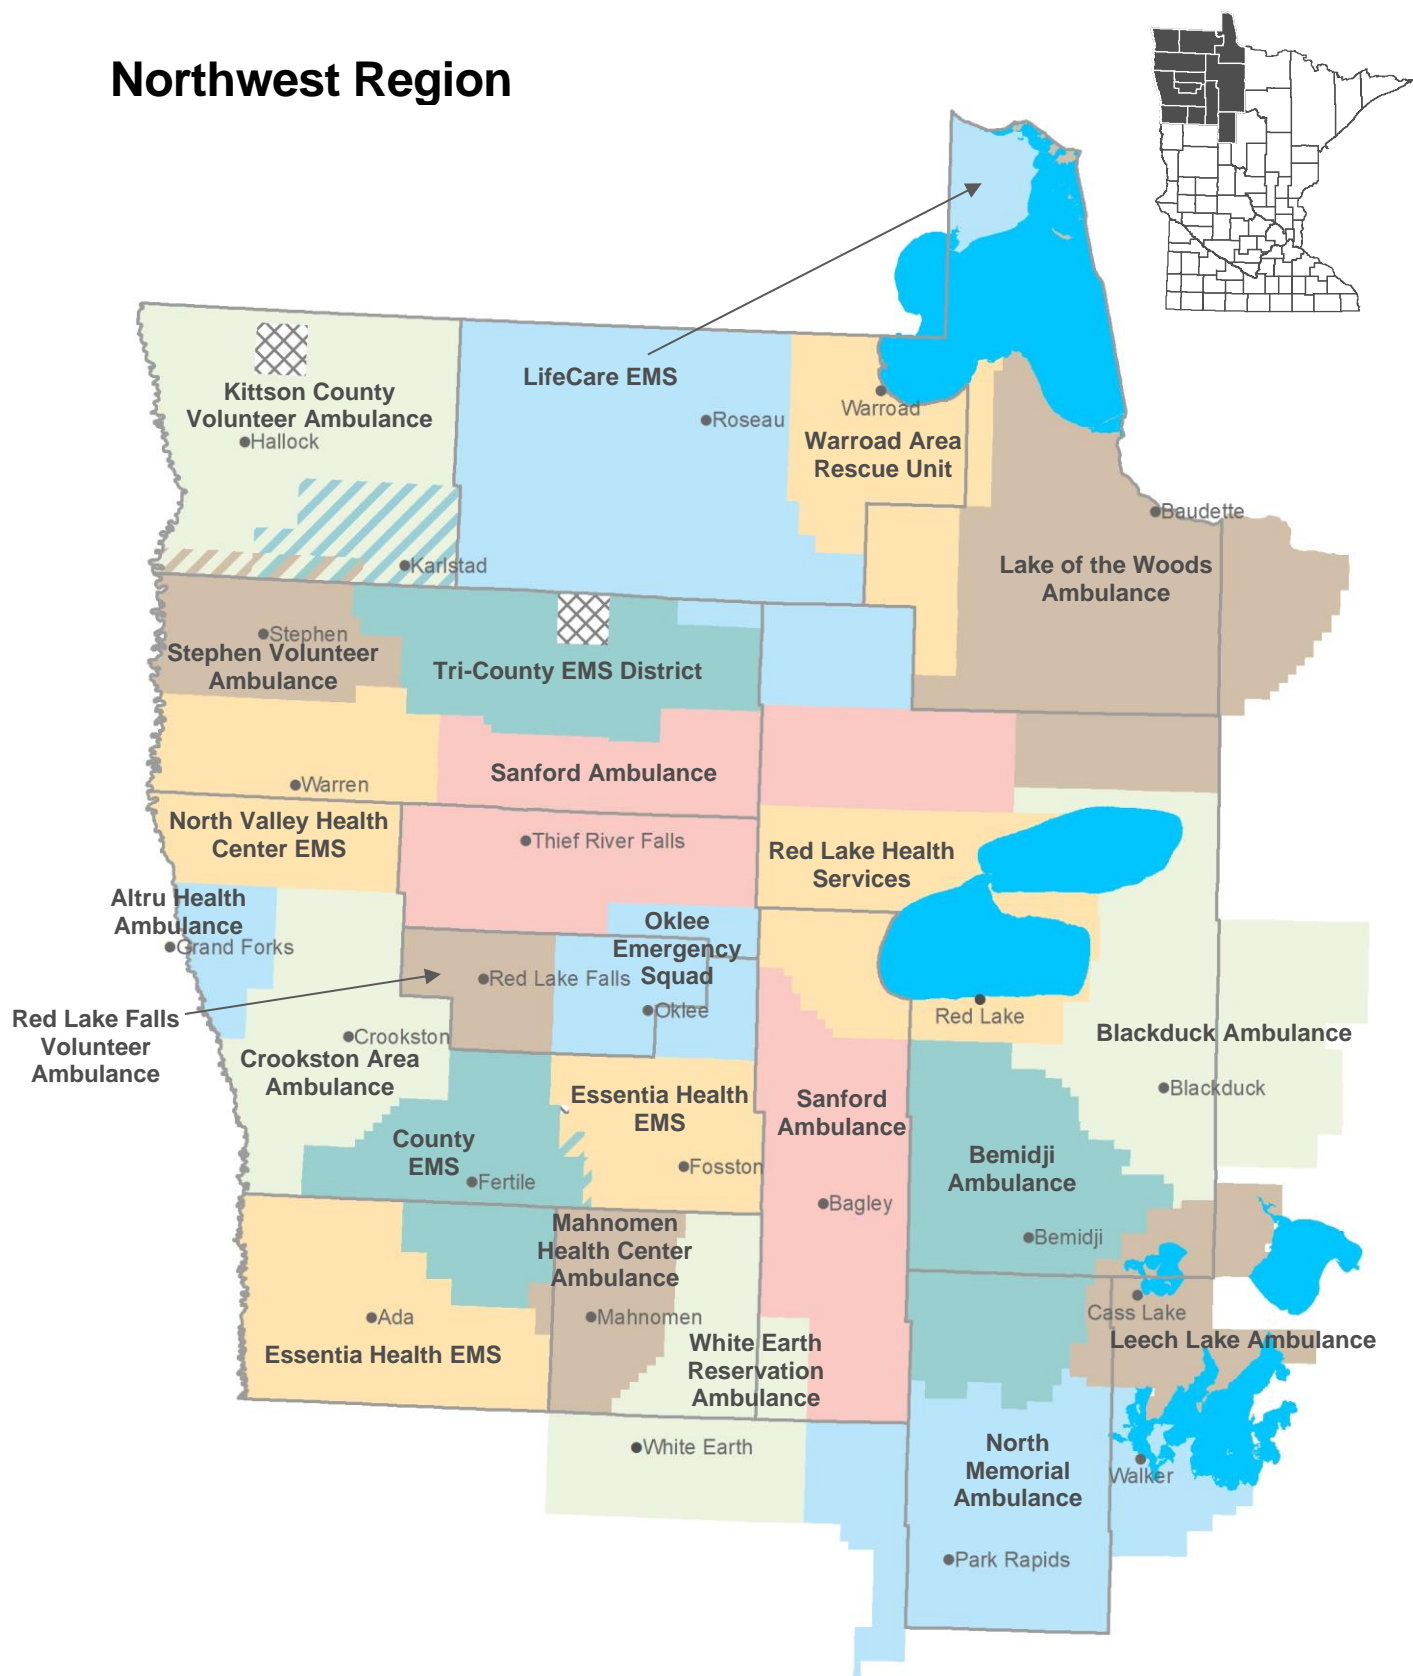 Northwest Region
LifeCare EMS
Kittson County
Volunteer Ambulance
Hallock
Roseau
Warroad
Warroad Area
Rescue Unit
Baudette
Karlstad
Lake of the Woods
Ambulance
Stephen
Stephen Volunteer
Ambulance
Tri-County EMS District
Sanford Ambulance
Warren
North Valley Health
Center EMS
Thief River Falls
Red Lake Health
Services
Altru Health
Ambulance
Grand Forks
Oklee
Emergency
Squad
Red Lake Falls
Oklee
Red Lake
Red Lake Falls
Volunteer
Ambulance
Crookston
Crookston Area
Ambulance
Blackduck Ambulance
Blackduck
Essentia Health
EMS
Sanford
Ambulance
County
EMS
Fertile
Fosston
Bemidji
Ambulance
Bagley
Bemidji
Mahnomen
Health Center
Ambulance
Ada
Mahnomen
Cass Lake
Leech Lake Ambulance
Essentia Health EMS
White Earth
Reservation
Ambulance
White Earth
North
Memorial
Ambulance
Walker
Park Rapids